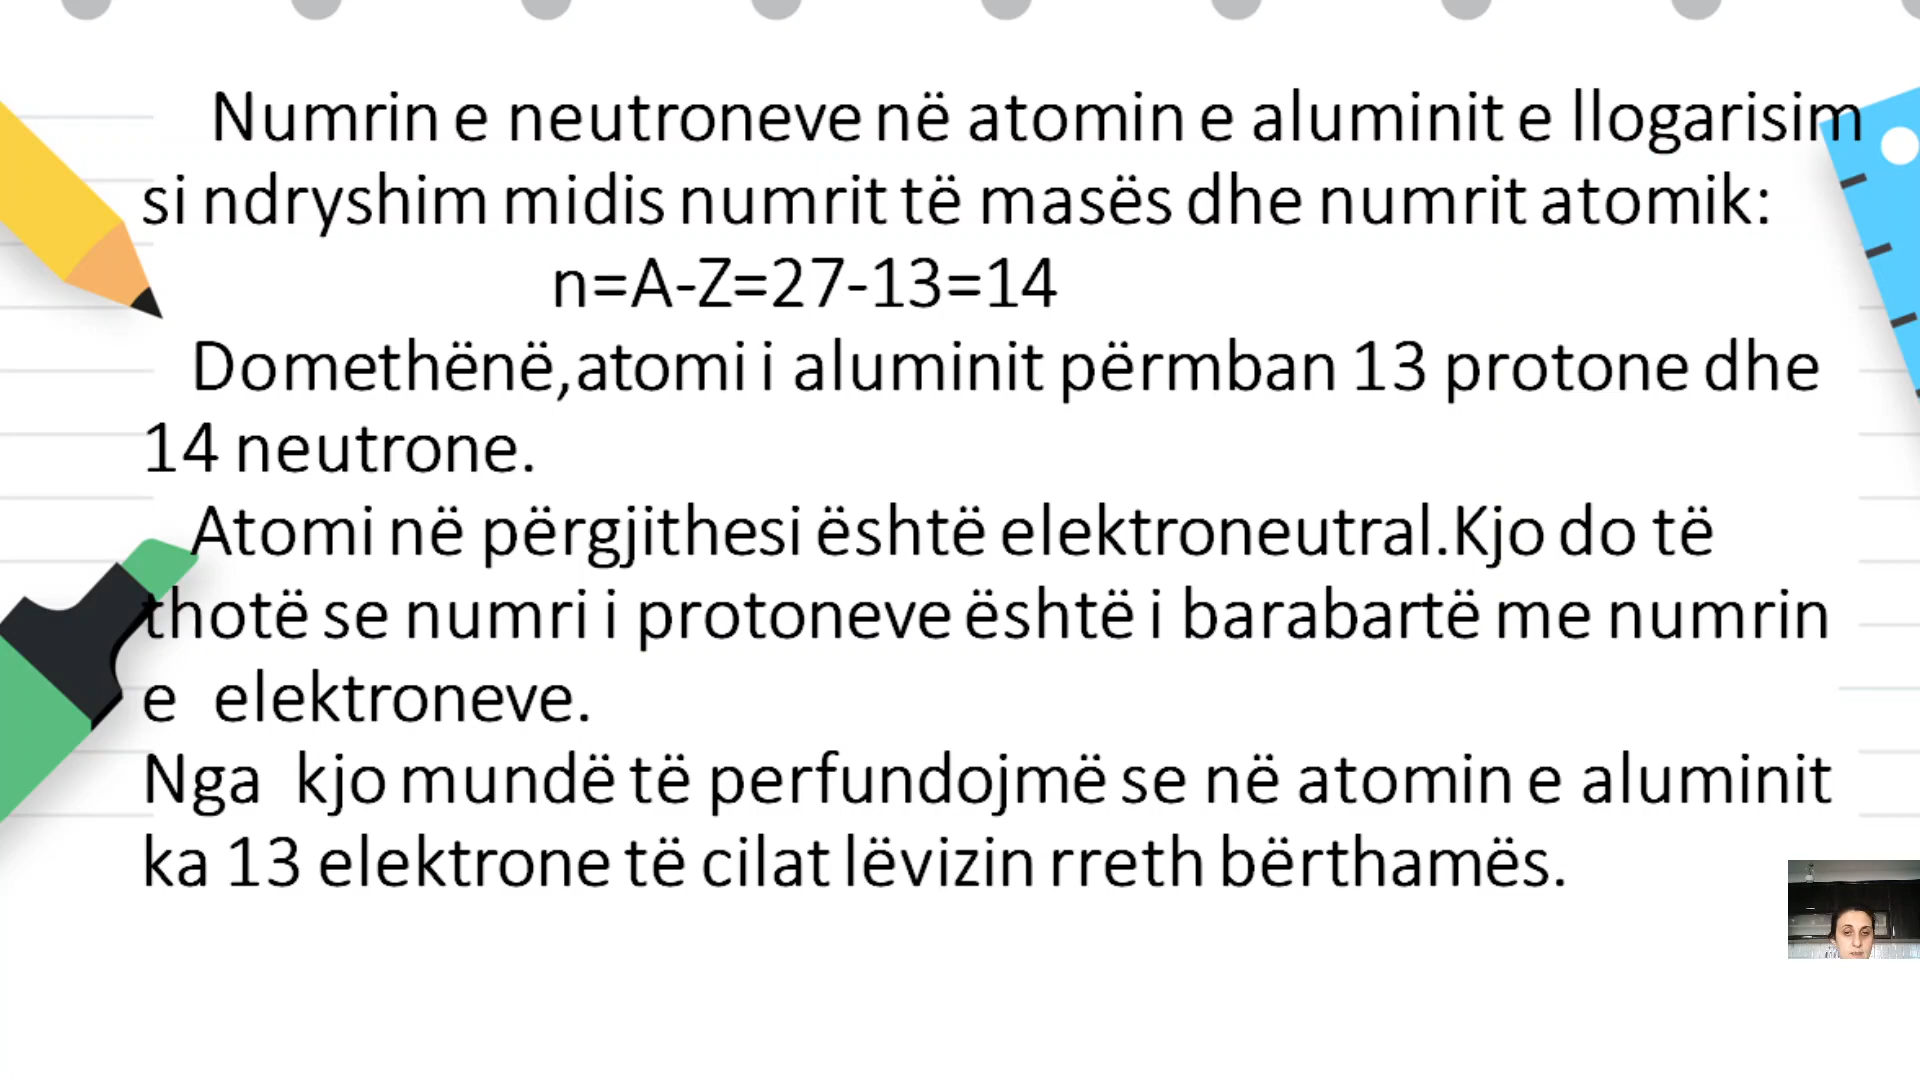 Numrin e neutroneve në atomin e aluminit e llogarisim
si ndryshim midis numrit të masës dhe numrit atomik:
n=A-Z=27-13=14
Domethënë,atomi i aluminit përmban 13 protone dhe
14 neutrone.
Atomi në përgjithesi është elektroneutral.Kjo do të
thotë se numri i protoneve është i barabartë me numrin
e elektroneve.
Nga kjo mundë të perfundojmë se në atomin e aluminit
ka 13 elektrone të cilat lëvizin rreth bërthamës.